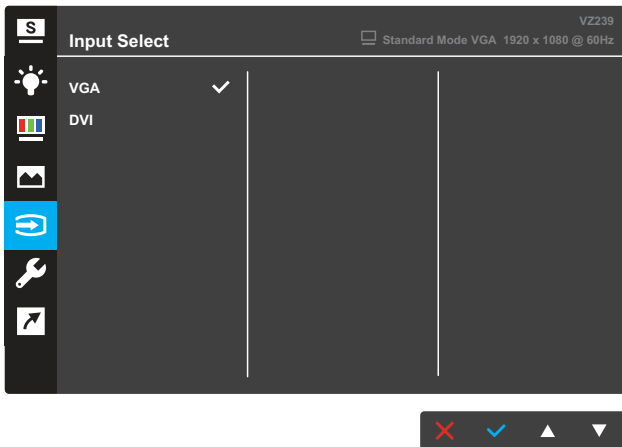 S
VZ239
Input Select
Standard Mode VGA 1920 x 1080 @ 60Hz
VGA
DVI